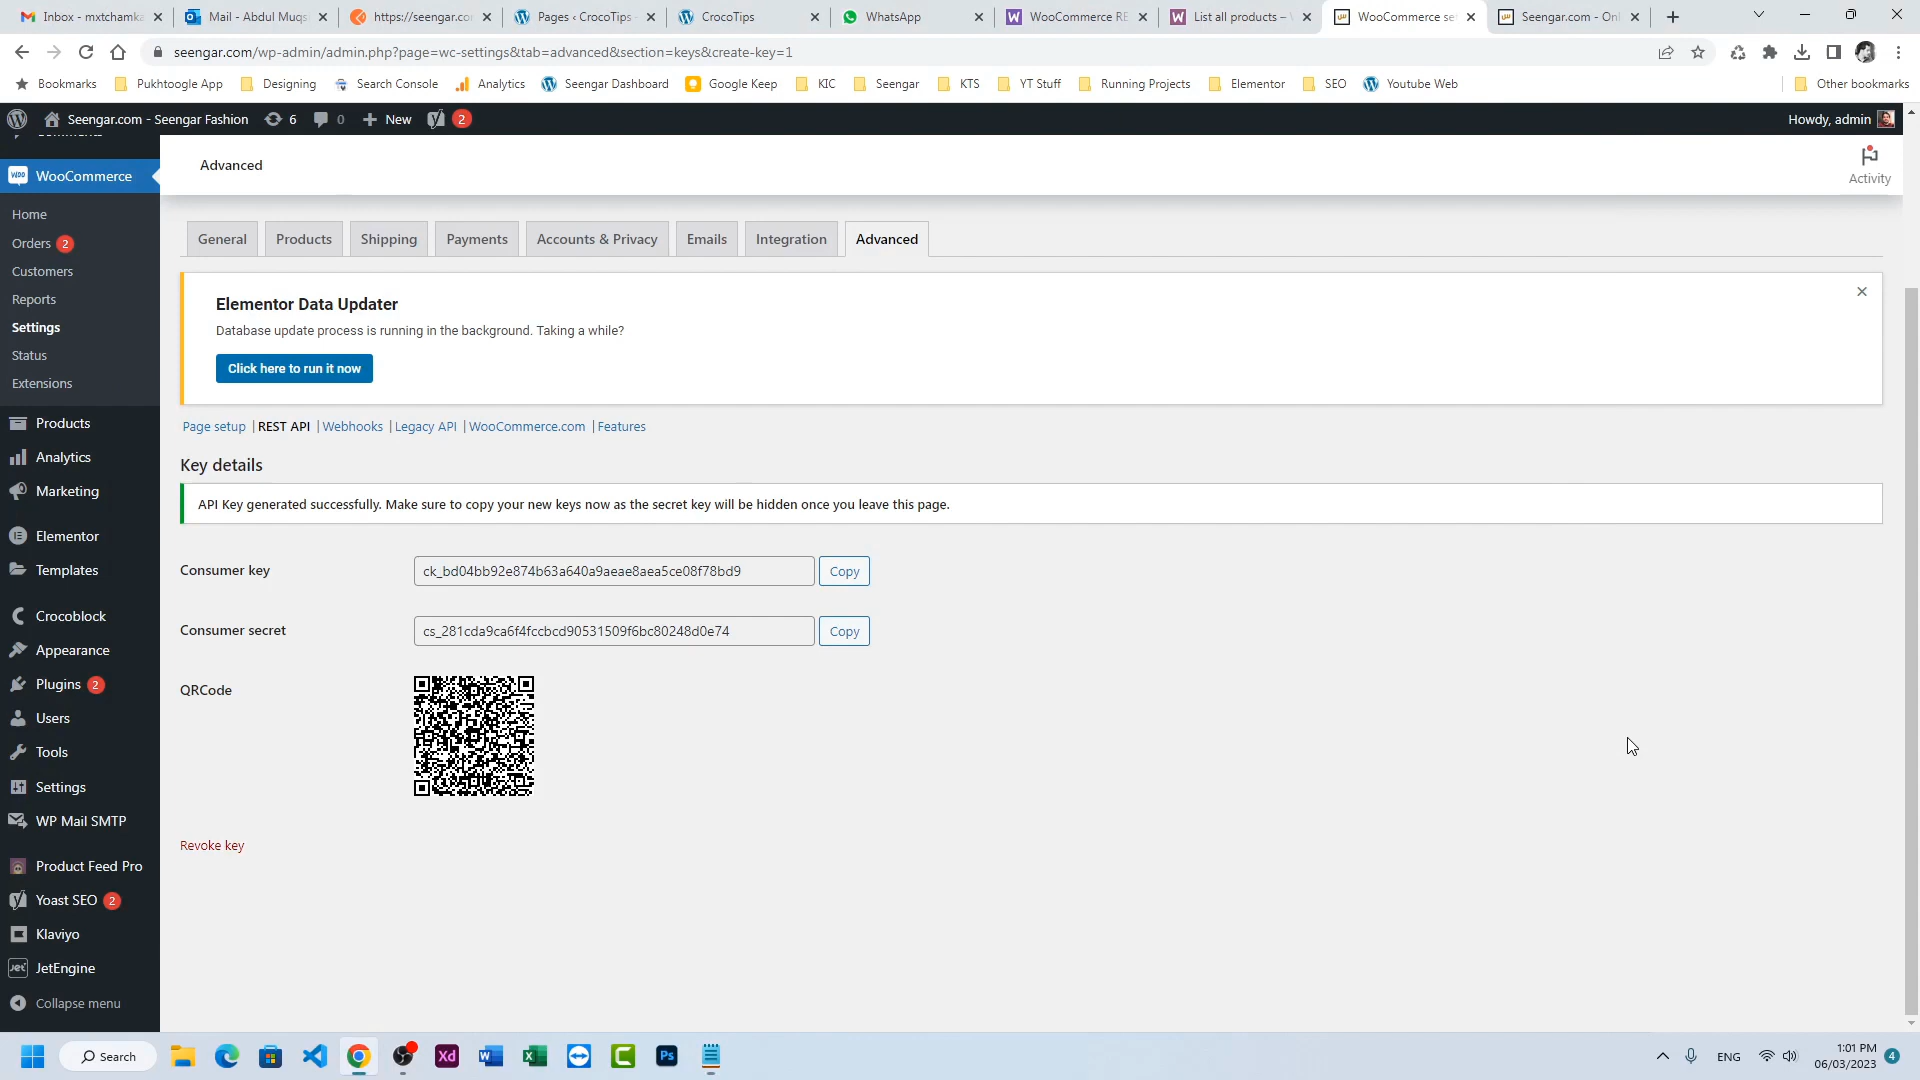 Inbox - mxtchamka
Mail - Abdul Muqs
https://seengar.co
Pages ‹ CrocoTips -
CrocoTips
WhatsApp
WooCommerce RE
List all products –
WooCommerce se
Seengar.com - Onl
seengar.com/wp-admin/admin.php?page=wc-settings&tab=advanced&section=keys&create-key=1
Bookmarks
Pukhtoogle App
Designing
Search Console
Analytics
Seengar Dashboard
Google Keep
KIC
Seengar
KTS
YT Stuff
Running Projects
Elementor
SEO
Youtube Web
Other bookmarks
Seengar.com - Seengar Fashion
6
0
New
2
Howdy, admin
Comments
WooCommerce
Home
Orders 2
Customers
Reports
Settings
Status
Extensions
Products
Analytics
Marketing
Elementor
Templates
Crocoblock
Appearance
Plugins 2
Users
Tools
Settings
WP Mail SMTP
Product Feed Pro
Yoast SEO 2
Klaviyo
JetEngine
Collapse menu
Advanced
Activity
General
Products
Shipping
Payments
Accounts & Privacy
Emails
Integration
Advanced
Elementor Data Updater
Database update process is running in the background. Taking a while?
Click here to run it now
Page setup | REST API | Webhooks | Legacy API | WooCommerce.com | Features
Key details
API Key generated successfully. Make sure to copy your new keys now as the secret key will be hidden once you leave this page.
Consumer key
ck_bd04bb92e874b63a640a9aeae8aea5ce08f78bd9
Copy
Consumer secret
cs_281cda9ca6f4fccbcd90531509f6bc80248d0e74
Copy
QRCode
Revoke key
Search
ENG
1:01 PM
06/03/2023
4